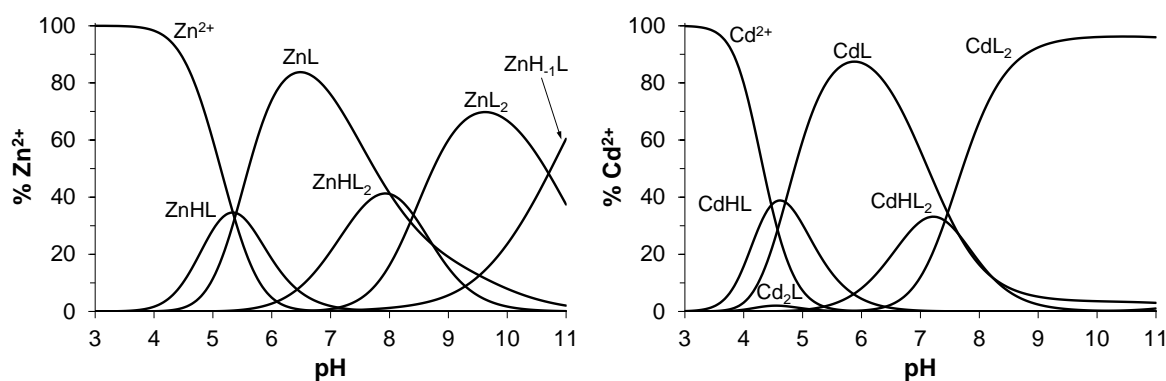 % Zn²⁺
100
80
60
40
20
0
Zn²⁺
ZnHL
ZnL
ZnHL₂
ZnL₂
ZnH₋₁L
3 4 5 6 7 8 9 10 11
pH
% Cd²⁺
100
80
60
40
20
0
Cd²⁺
CdHL
Cd₂L
CdL
CdHL₂
CdL₂
3 4 5 6 7 8 9 10 11
pH